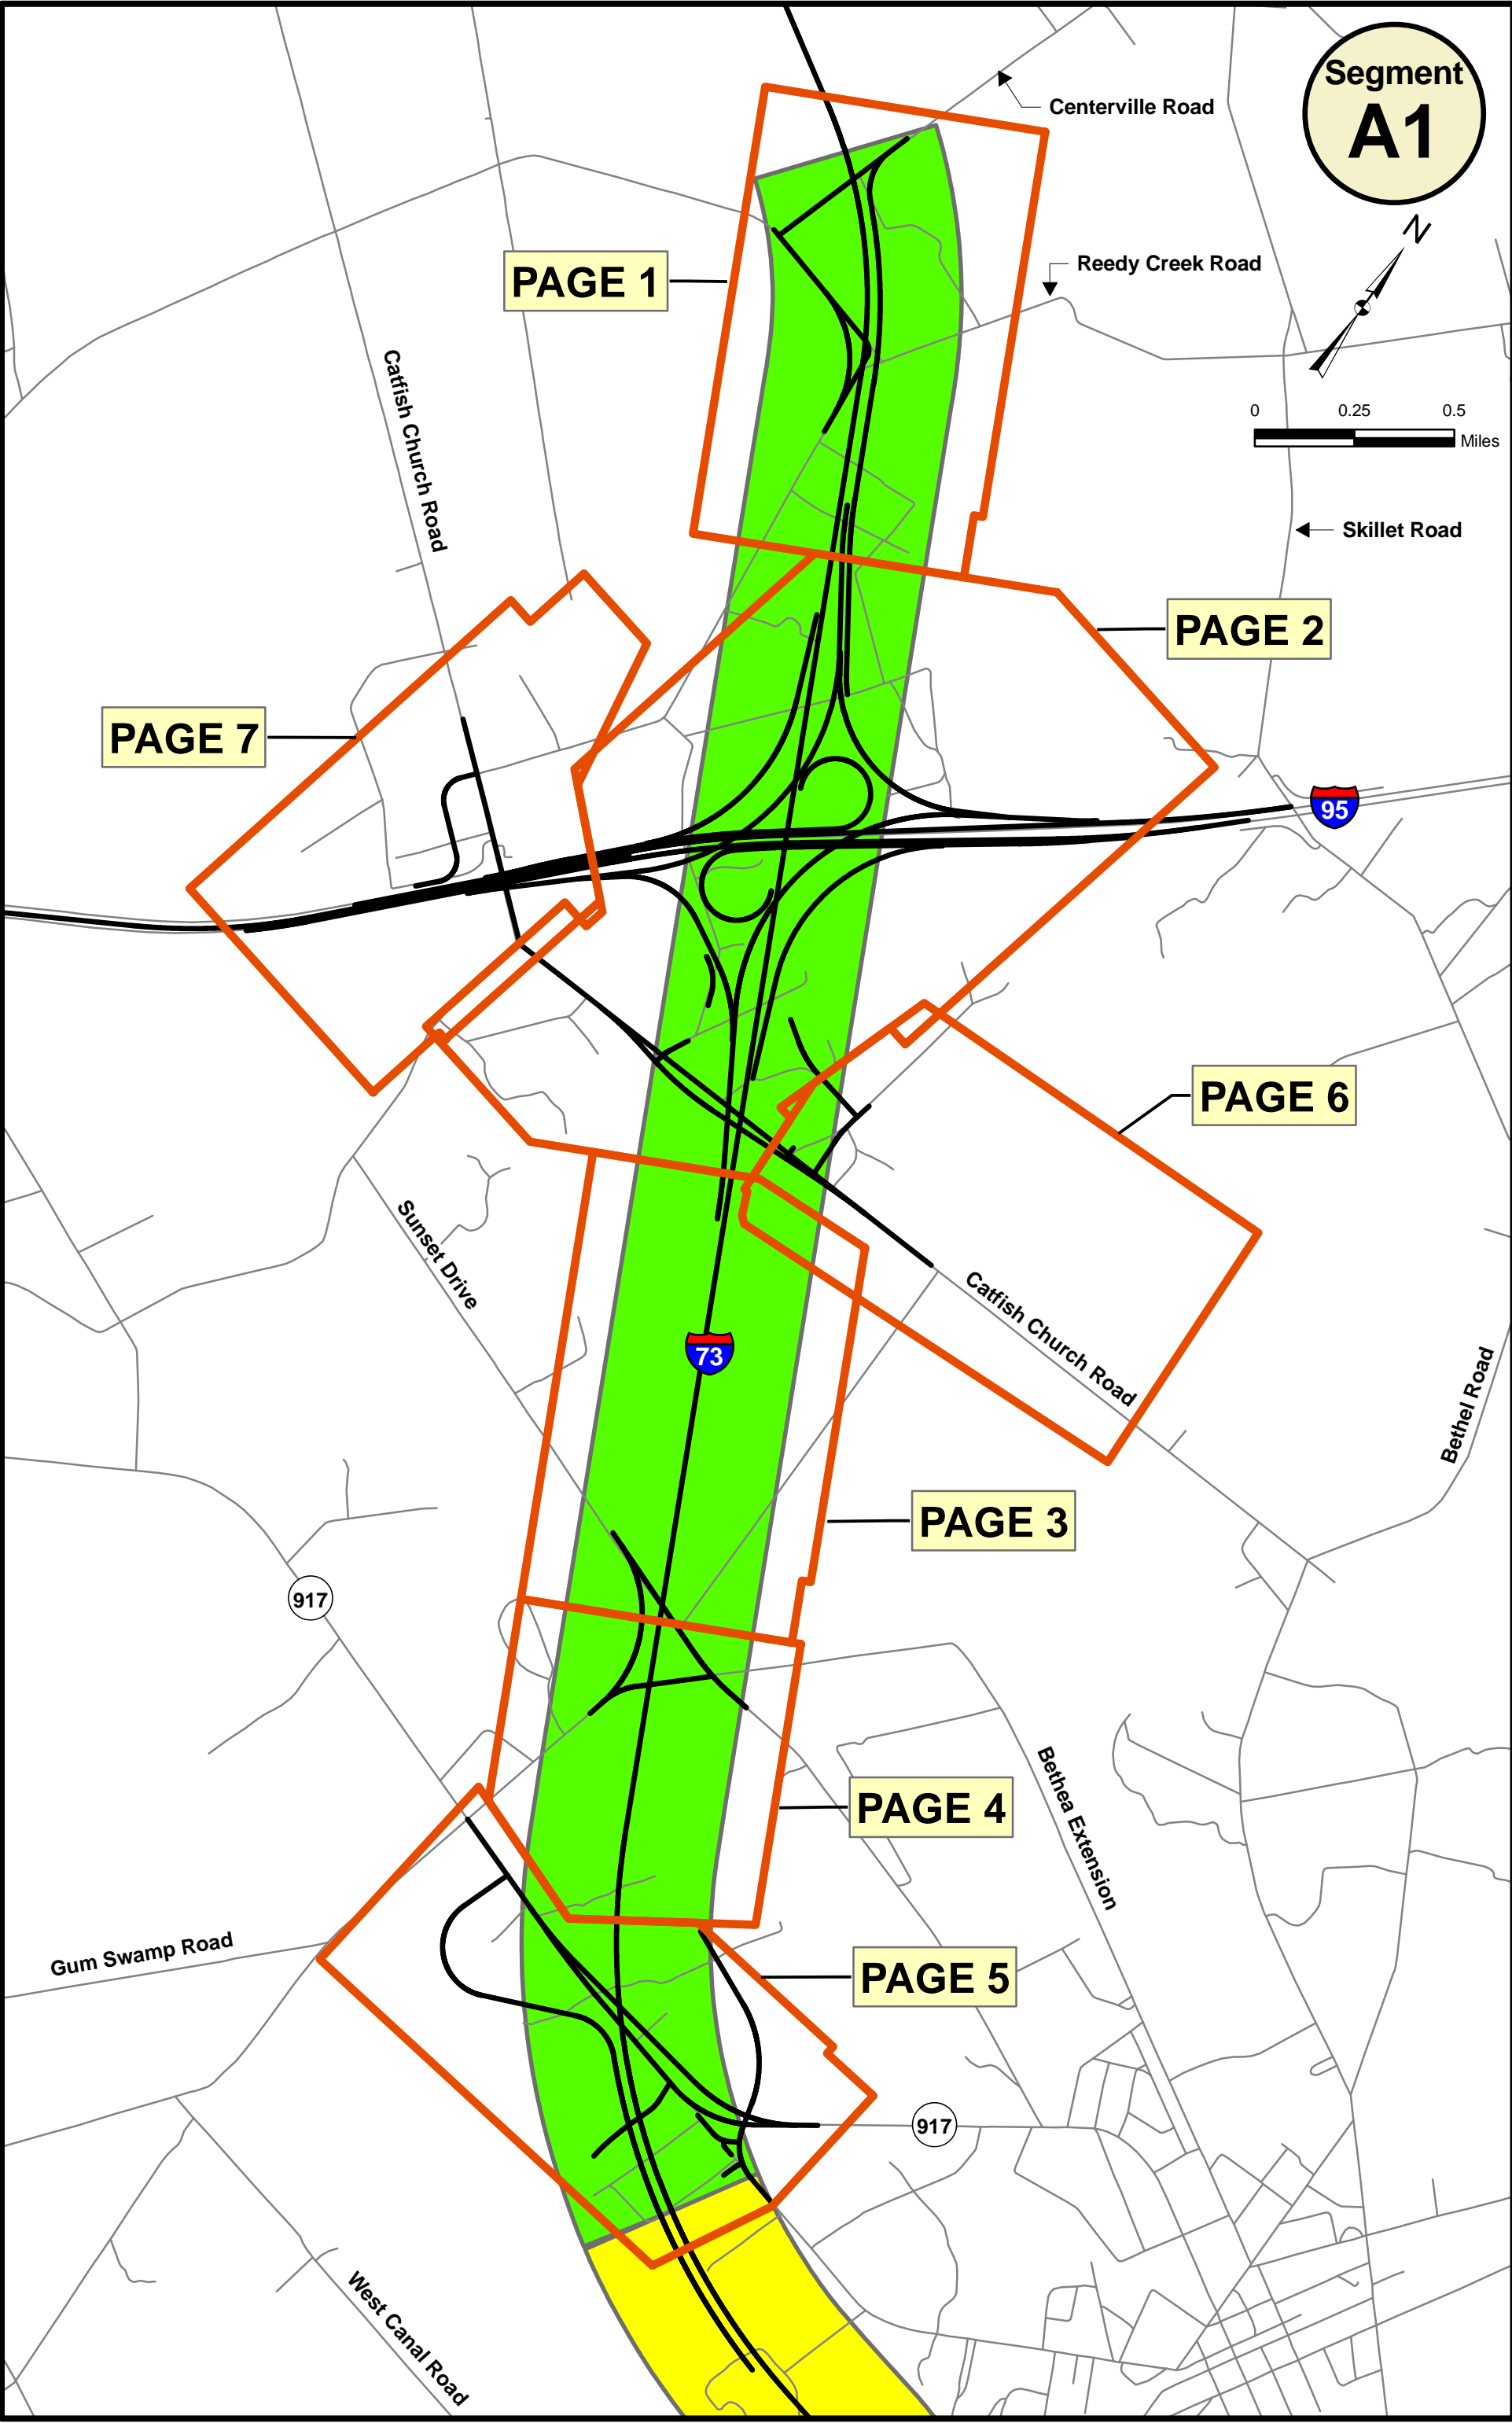 Segment
A1
Centerville Road
N
PAGE 1
Reedy Creek Road
Catfish Church Road
0 0.25 0.5
Miles
Skillet Road
PAGE 2
PAGE 7
95
PAGE 6
Sunset Drive
Catfish Church Road
73
Bethel Road
PAGE 3
917
Bethea Extension
PAGE 4
Gum Swamp Road
PAGE 5
917
West Canal Road